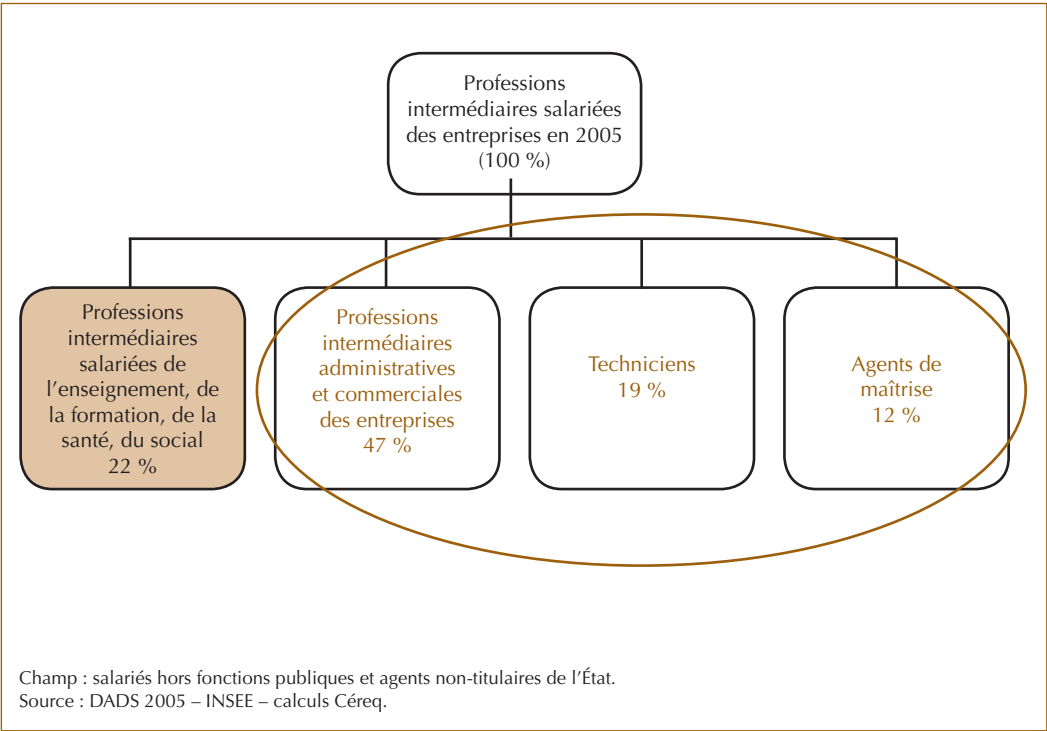 Professions
intermédiaires salariées
des entreprises en 2005
(100 %)
Professions
intermédiaires
salariées de
l’enseignement, de
la formation, de la
santé, du social
22 %
Professions
intermédiaires
administratives
et commerciales
des entreprises
47 %
Techniciens
19 %
Agents de
maîtrise
12 %
Champ : salariés hors fonctions publiques et agents non-titulaires de l’État.
Source : DADS 2005 – INSEE – calculs Céreq.